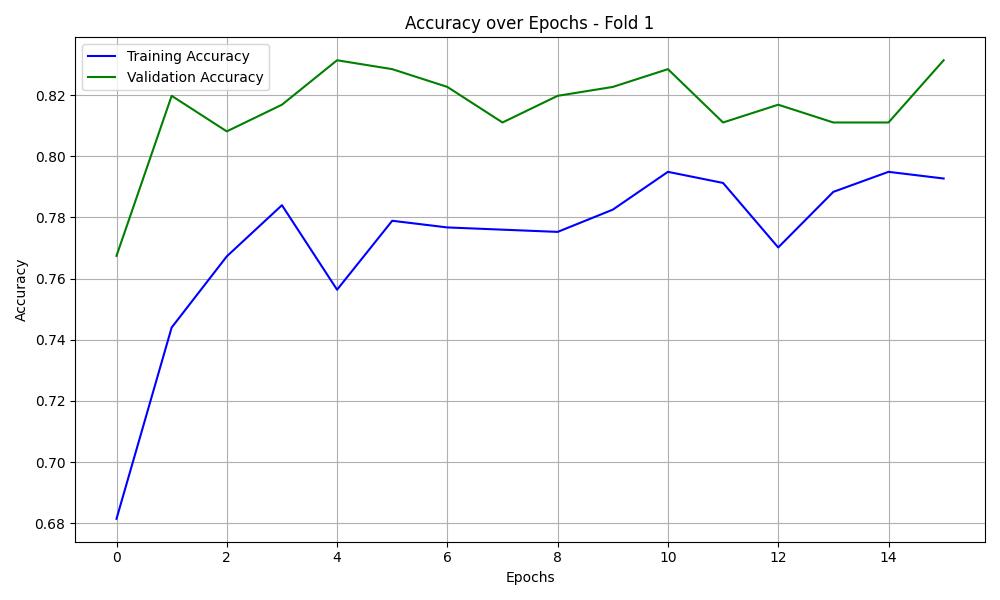 Accuracy over Epochs - Fold 1
Training Accuracy
Validation Accuracy
Accuracy
0.82
0.80
0.78
0.76
0.74
0.72
0.70
0.68
0 2 4 6 8 10 12 14
Epochs